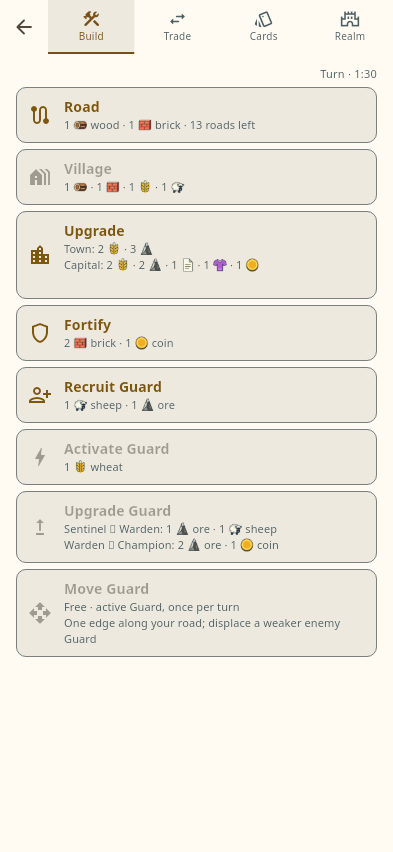 Build
Trade
Cards
Realm
Turn · 1:30
Road
1 🪵 wood · 1 🧱 brick · 13 roads left
Village
1 🪵 · 1 🧱 · 1 🌾 · 1 🐑
Upgrade
Town: 2 🌾 · 3 ⛰
Capital: 2 🌾 · 2 ⛰ · 1 📄 · 1 👚 · 1 🪙
Fortify
2 🧱 brick · 1 🪙 coin
Recruit Guard
1 🐑 sheep · 1 ⛰ ore
Activate Guard
1 🌾 wheat
Upgrade Guard
Sentinel ▯ Warden: 1 ⛰ ore · 1 🐑 sheep
Warden ▯ Champion: 2 ⛰ ore · 1 🪙 coin
Move Guard
Free · active Guard, once per turn
One edge along your road; displace a weaker enemy
Guard